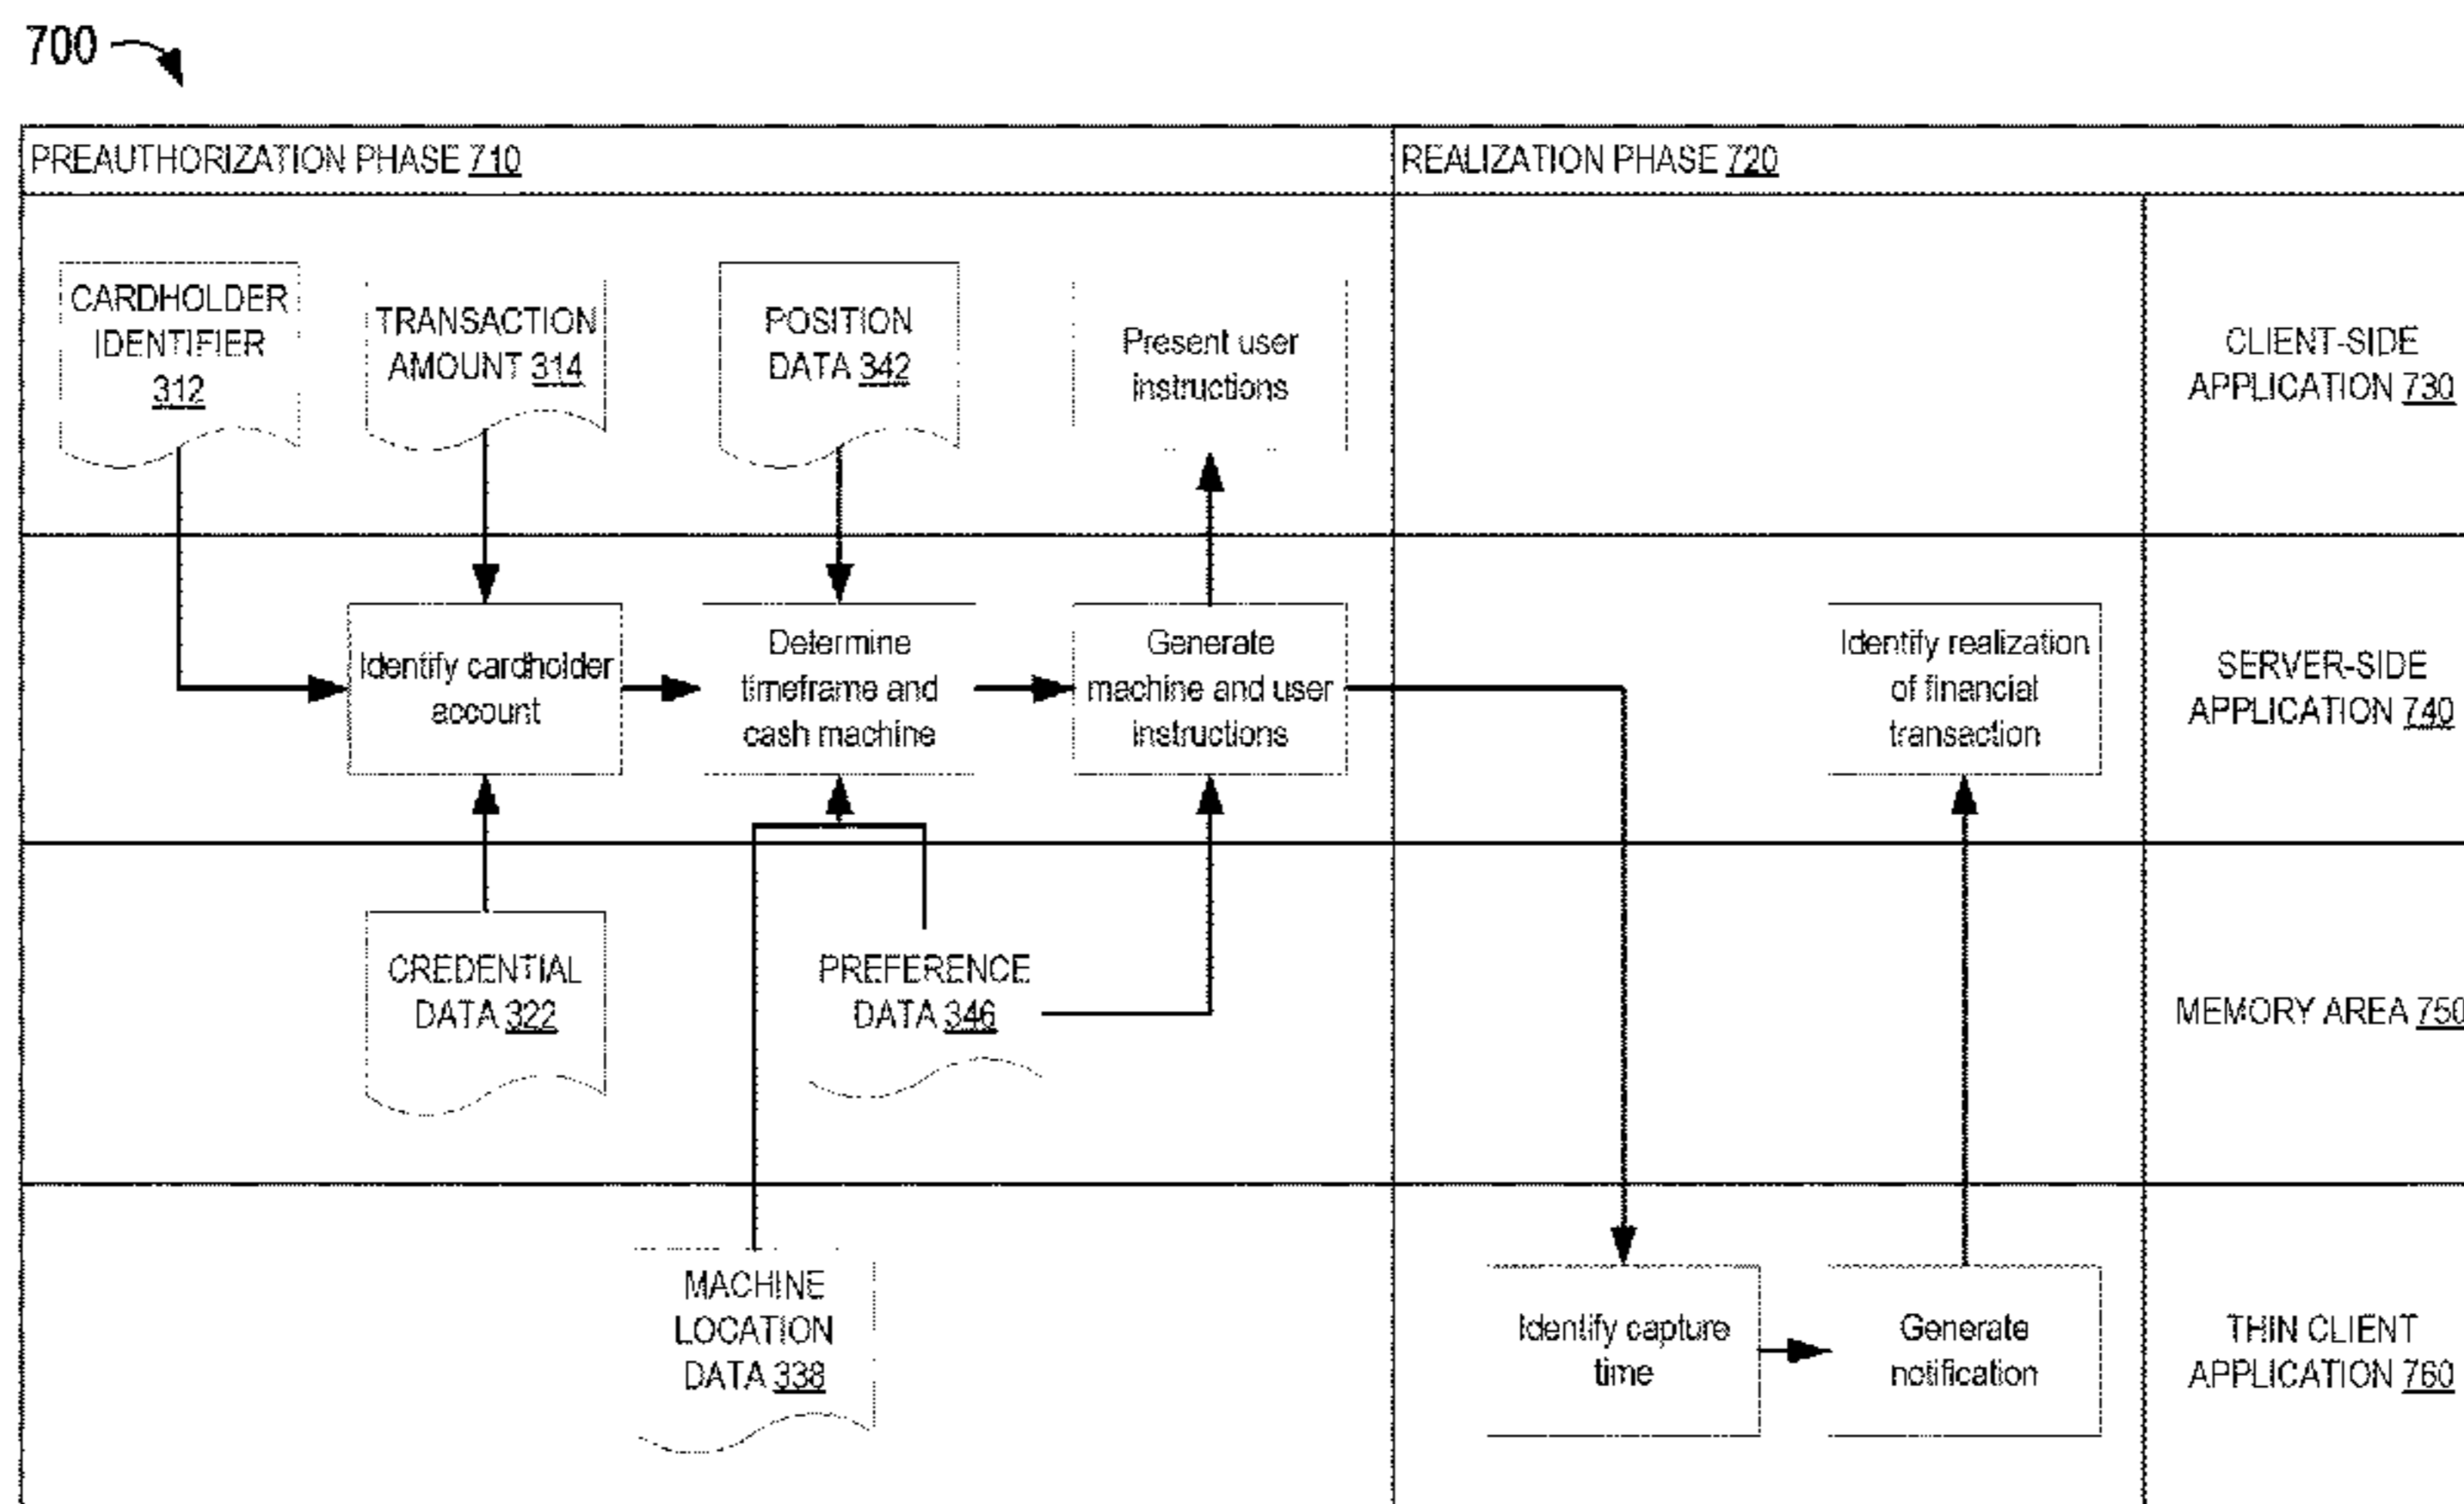 700
PREAUTHORIZATION PHASE 710
REALIZATION PHASE 720
CARDHOLDER
IDENTIFIER
312
TRANSACTION
AMOUNT 314
POSITION
DATA 342
Present user
instructions
CLIENT-SIDE
APPLICATION 730
Identify cardholder
account
Determine
timeframe and
cash machine
Generate
machine and user
instructions
Identify realization
of financial
transaction
SERVER-SIDE
APPLICATION 740
CREDENTIAL
DATA 322
PREFERENCE
DATA 346
MEMORY AREA 750
MACHINE
LOCATION
DATA 338
Identify capture
time
Generate
notification
THIN CLIENT
APPLICATION 760